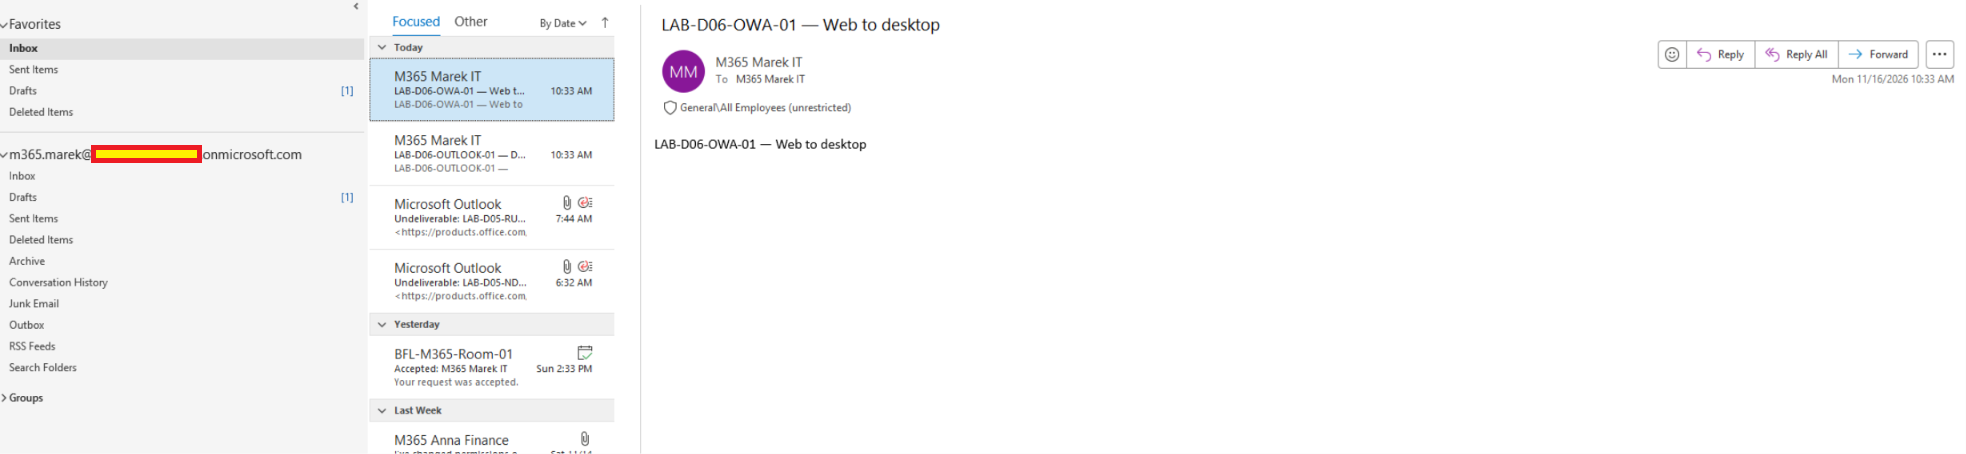 Favorites
Inbox
Sent Items
Drafts [1]
Deleted Items
m365.marek@ onmicrosoft.com
Inbox
Drafts [1]
Sent Items
Deleted Items
Archive
Conversation History
Junk Email
Outbox
RSS Feeds
Search Folders
Groups
Focused Other By Date
Today
M365 Marek IT
LAB-D06-OWA-01 — Web t... 10:33 AM
LAB-D06-OWA-01 — Web to
M365 Marek IT
LAB-D06-OUTLOOK-01 — D... 10:33 AM
LAB-D06-OUTLOOK-01 —
Microsoft Outlook
Undeliverable: LAB-D05-RU... 7:44 AM
<https://products.office.com,
Microsoft Outlook
Undeliverable: LAB-D05-ND... 6:32 AM
<https://products.office.com,
Yesterday
BFL-M365-Room-01
Accepted: M365 Marek IT Sun 2:33 PM
Your request was accepted.
Last Week
M365 Anna Finance
LAB-D06-OWA-01 — Web to desktop
MM
M365 Marek IT
To M365 Marek IT
Reply Reply All Forward
Mon 11/16/2026 10:33 AM
General\All Employees (unrestricted)
LAB-D06-OWA-01 — Web to desktop